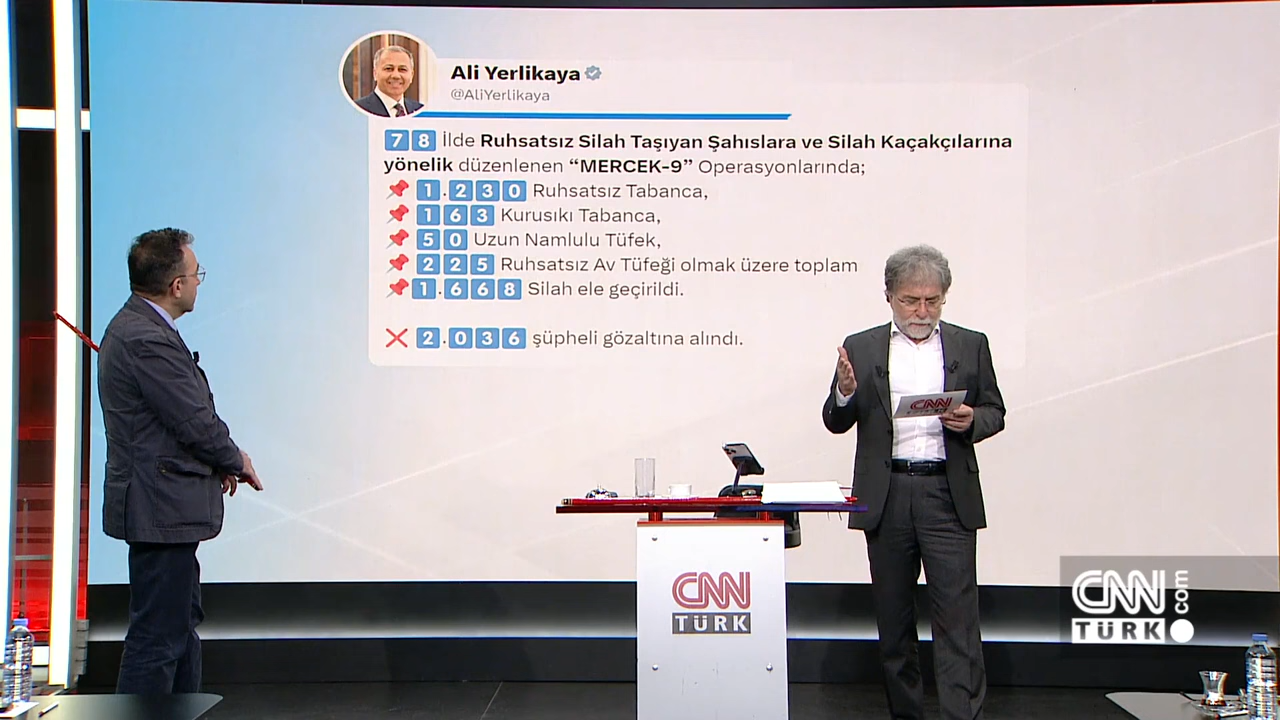 Ali Yerlikaya
@AliYerlikaya
78 İlde Ruhsatsız Silah Taşıyan Şahıslara ve Silah Kaçakçılarına
yönelik düzenlenen “MERCEK-9” Operasyonlarında;
1.230 Ruhsatsız Tabanca,
163 Kurusıkı Tabanca,
50 Uzun Namlulu Tüfek,
225 Ruhsatsız Av Tüfeği olmak üzere toplam
1.668 Silah ele geçirildi.
2.036 şüpheli gözaltına alındı.
CNN
CNN
TÜRK
CNN
TÜRK
.com